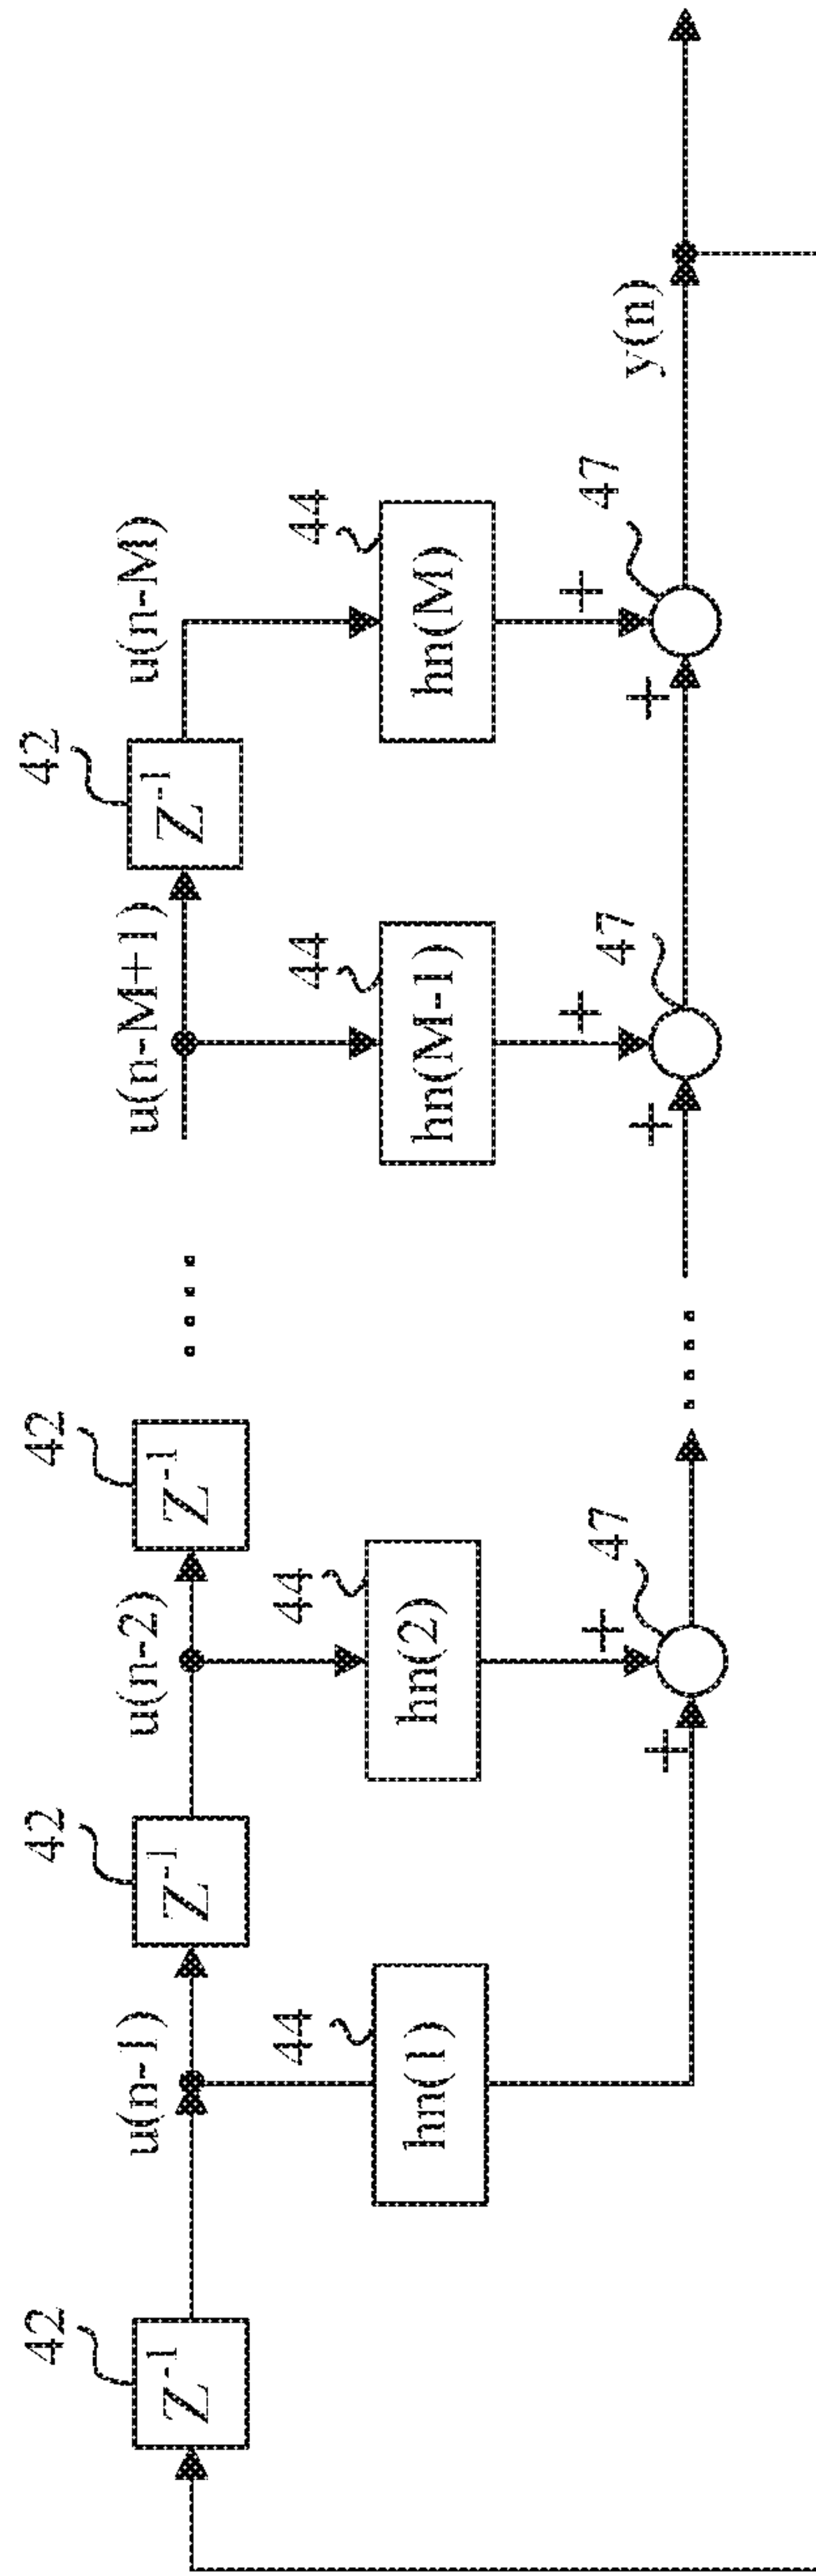 42
42
42
42
Z⁻¹
u(n-1)
Z⁻¹
u(n-2)
Z⁻¹
. . . .
u(n-M+1)
Z⁻¹
u(n-M)
44
44
44
44
hn(1)
hn(2)
hn(M-1)
hn(M)
+
+
+
+
+
+
47
47
47
. . . .
y(n)